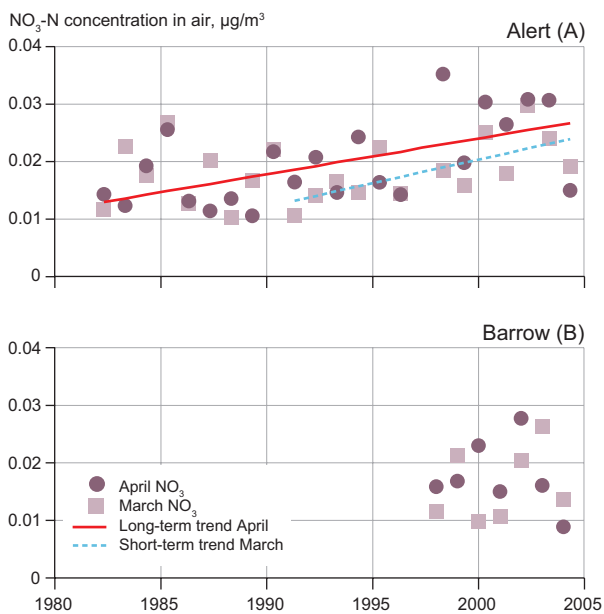 NO₃-N concentration in air, µg/m³
Alert (A)
0.04
0.03
0.02
0.01
0
Barrow (B)
0.04
0.03
0.02
0.01
0
April NO₃
March NO₃
Long-term trend April
Short-term trend March
1980 1985 1990 1995 2000 2005